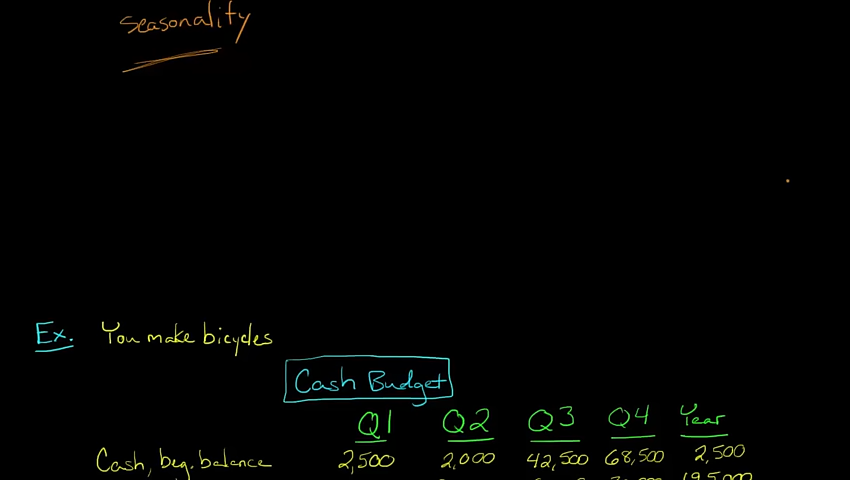 seasonality
Ex. You make bicycles
Cash Budget
Q1 Q2 Q3 Q4 Year
Cash, beg. balance 2,500 2,000 42,500 68,500 2,500